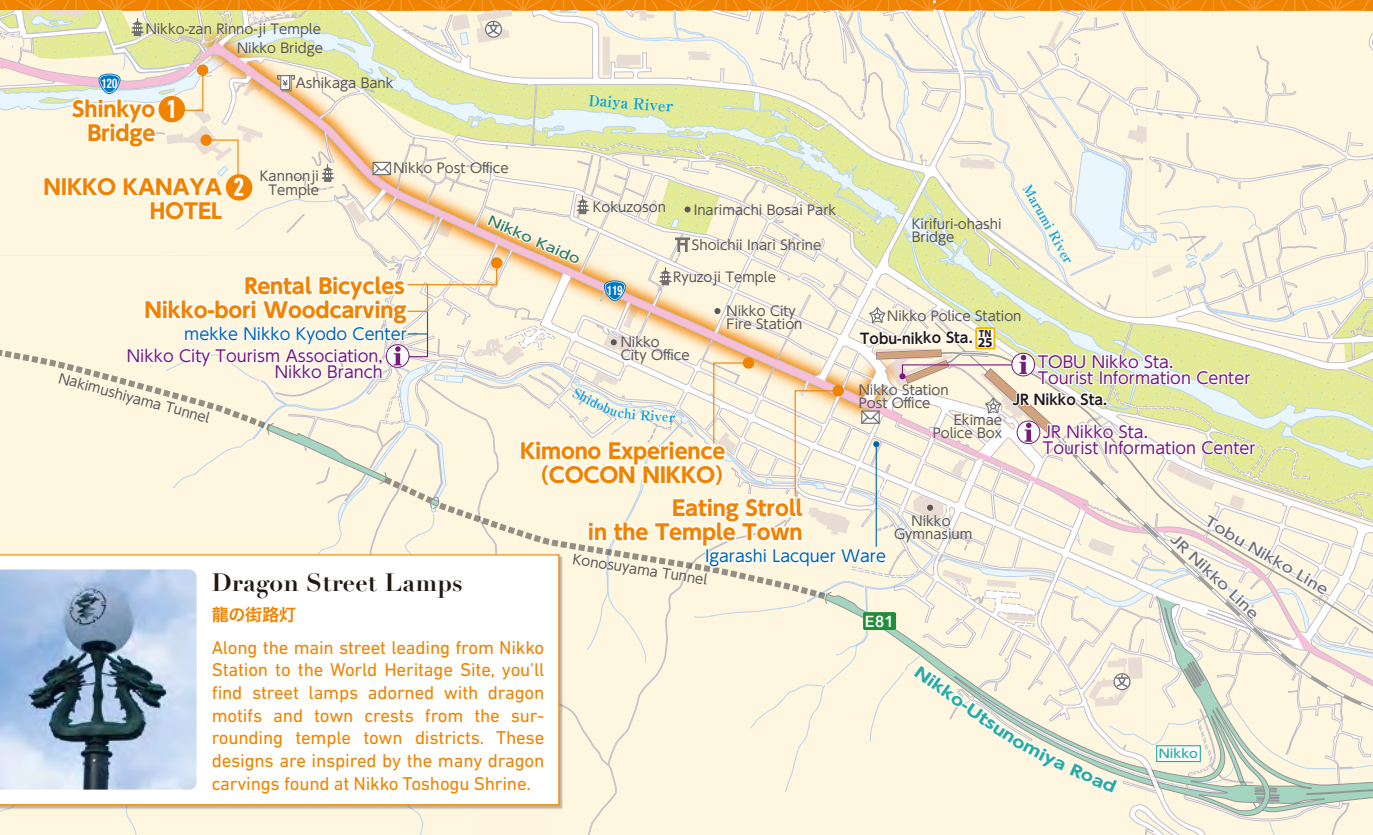 Nikko-zan Rinno-ji Temple
Nikko Bridge
文
120
Ashikaga Bank
Shinkyo 1
Bridge
Daiya River
NIKKO KANAYA 2
HOTEL
Kannonji
Temple
Nikko Post Office
Kokuzoson
Inarimachi Bosai Park
Marumi River
Kirifuri-ohashi
Bridge
Nikko Kaido
Shoichii Inari Shrine
Ryuzoji Temple
119
Rental Bicycles
Nikko-bori Woodcarving
mekke Nikko Kyodo Center
Nikko City Tourism Association,
Nikko Branch
i
Nikko City
Fire Station
Nikko
City Office
Nikko Police Station
Tobu-nikko Sta. TN
25
i TOBU Nikko Sta.
Tourist Information Center
Nikko Station
Post Office
JR Nikko Sta.
Ekimae
Police Box
i JR Nikko Sta.
Tourist Information Center
Nakimushiyama Tunnel
Shidobuchi River
Kimono Experience
(COCON NIKKO)
Eating Stroll
in the Temple Town
Igarashi Lacquer Ware
Nikko
Gymnasium
Konosuyama Tunnel
Tobu Nikko Line
JR Nikko Line
E81
Nikko-Utsunomiya Road
文
Nikko
Dragon Street Lamps
龍の街路灯
Along the main street leading from Nikko
Station to the World Heritage Site, you'll
find street lamps adorned with dragon
motifs and town crests from the sur-
rounding temple town districts. These
designs are inspired by the many dragon
carvings found at Nikko Toshogu Shrine.